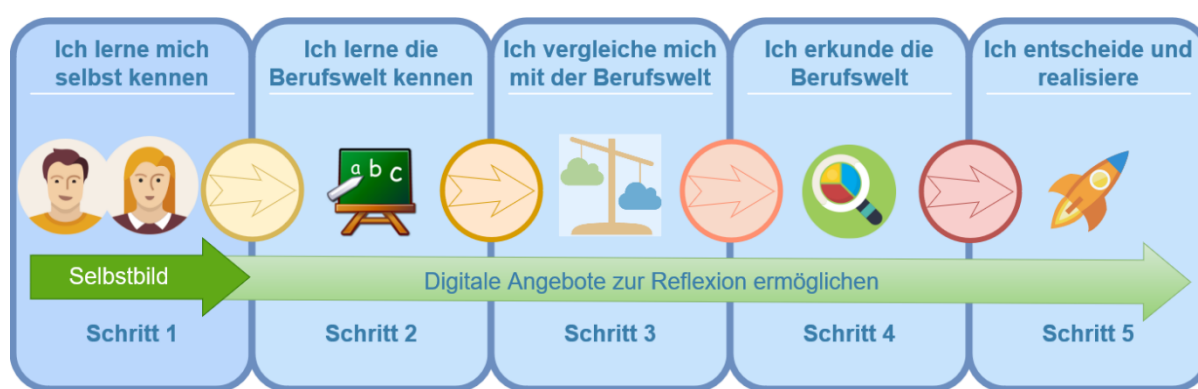 Ich lerne mich
selbst kennen
Ich lerne die
Berufswelt kennen
Ich vergleiche mich
mit der Berufswelt
Ich erkunde die
Berufswelt
Ich entscheide und
realisiere
a b c
Selbstbild
Digitale Angebote zur Reflexion ermöglichen
Schritt 1
Schritt 2
Schritt 3
Schritt 4
Schritt 5